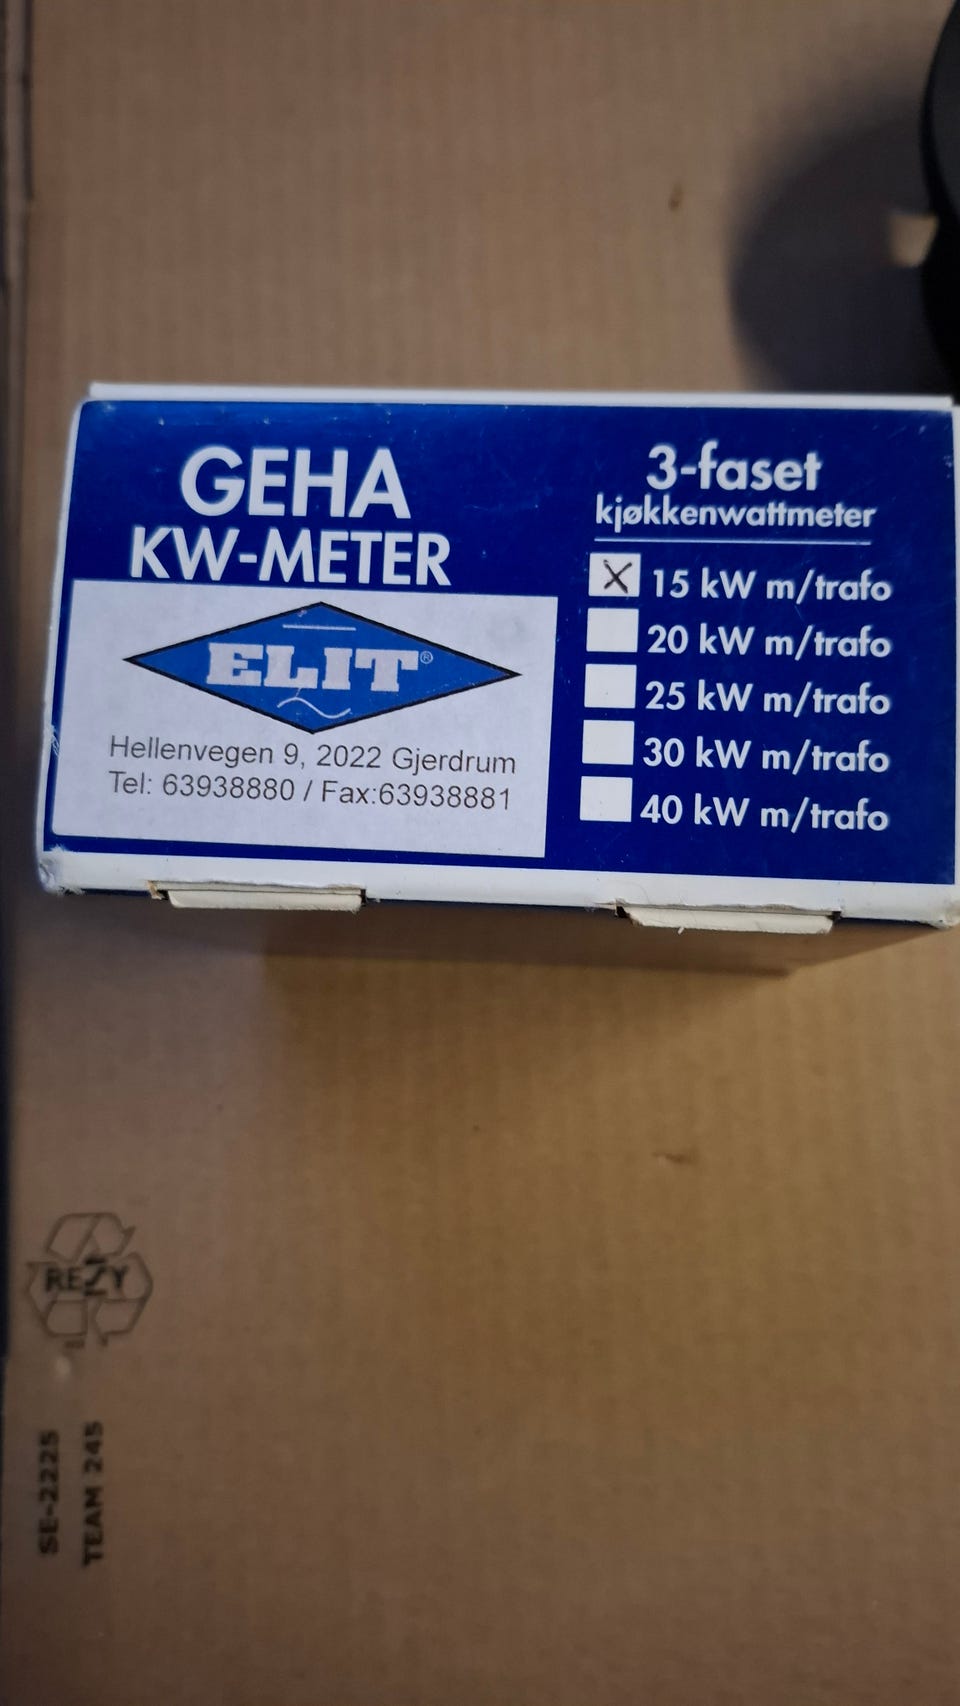 GEHA
KW-METER
ELIT®
Hellenvegen 9, 2022 Gjerdrum
Tel: 63938880 / Fax:63938881
3-faset
kjøkkenwattmeter
X 15 kW m/trafo
20 kW m/trafo
25 kW m/trafo
30 kW m/trafo
40 kW m/trafo
RESY
SE-2225
TEAM 245